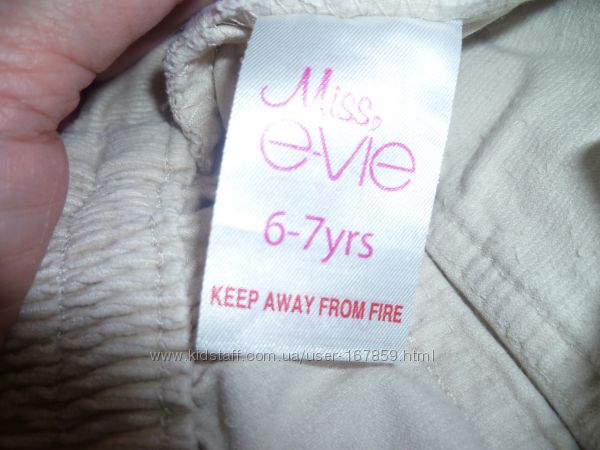 Miss,
e-vie
6-7yrs
KEEP AWAY FROM FIRE
www.kidstaff.com.ua/user-167859.html